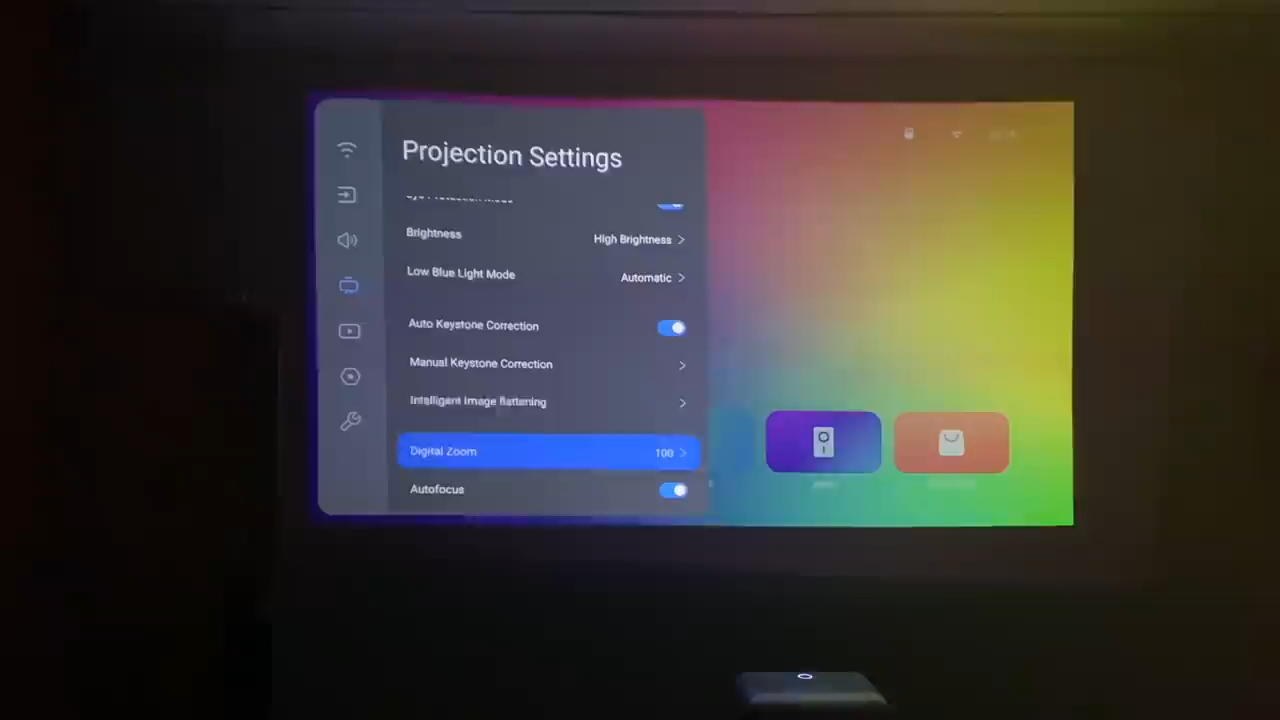 Projection Settings
Brightness
High Brightness
Low Blue Light Mode
Automatic
Auto Keystone Correction
Manual Keystone Correction
Intelligent Image flattening
Digital Zoom
100
Autofocus